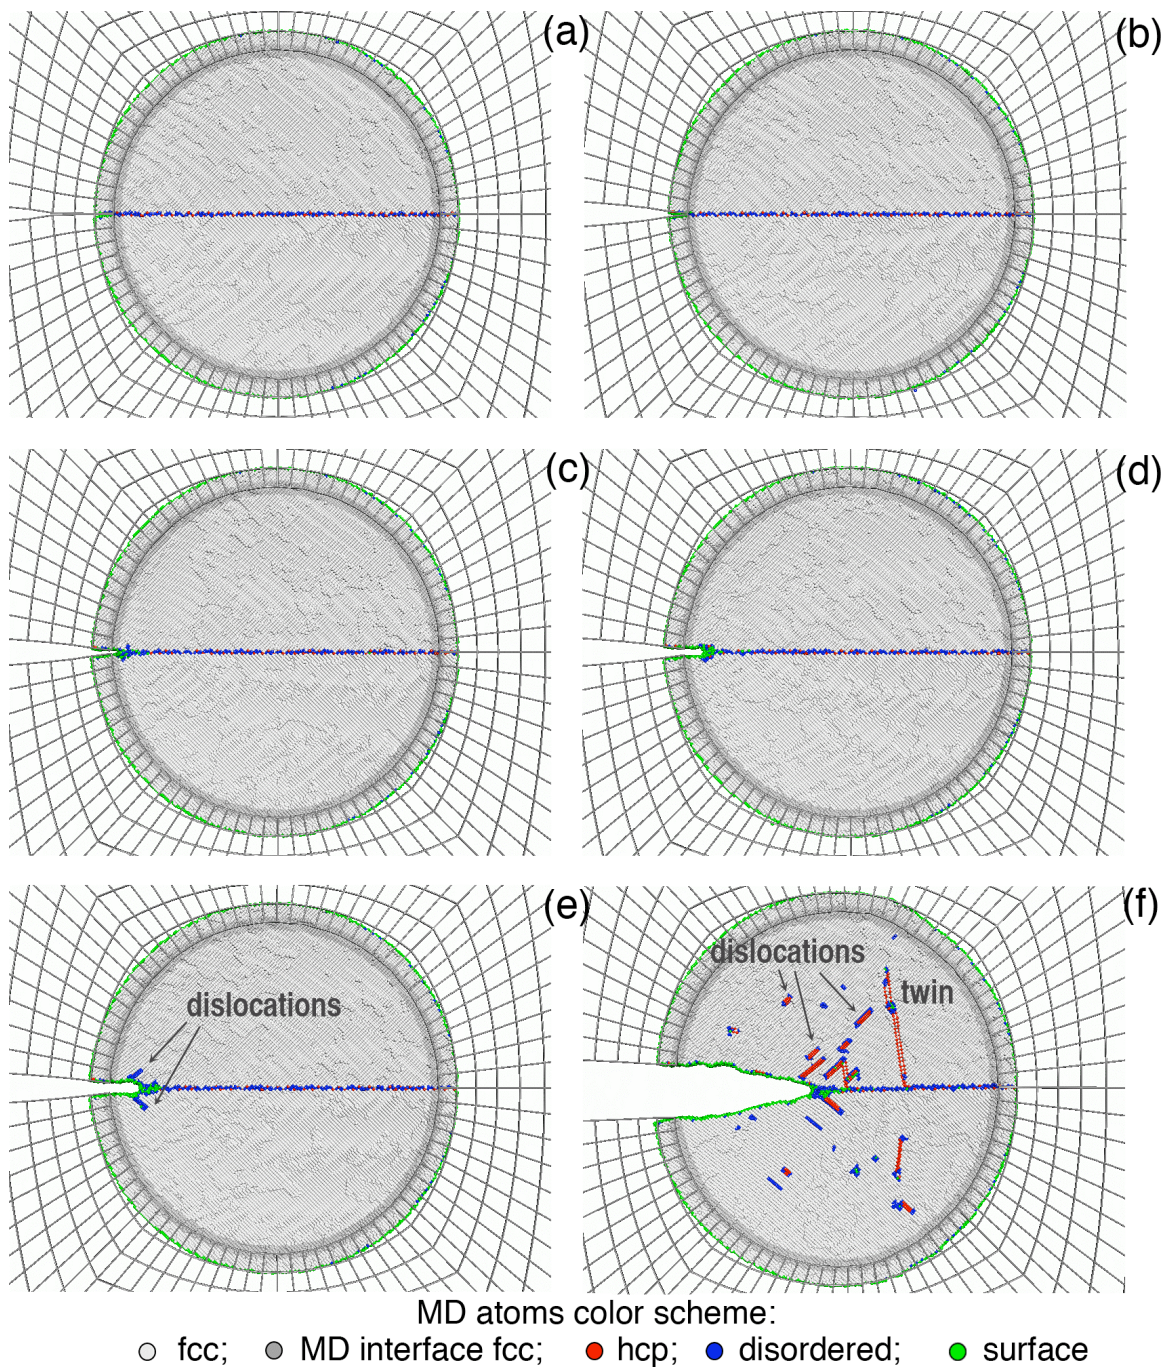 (a)
(b)
(c)
(d)
(e)
dislocations
(f)
dislocations
twin
MD atoms color scheme:
fcc; MD interface fcc; hcp; disordered; surface